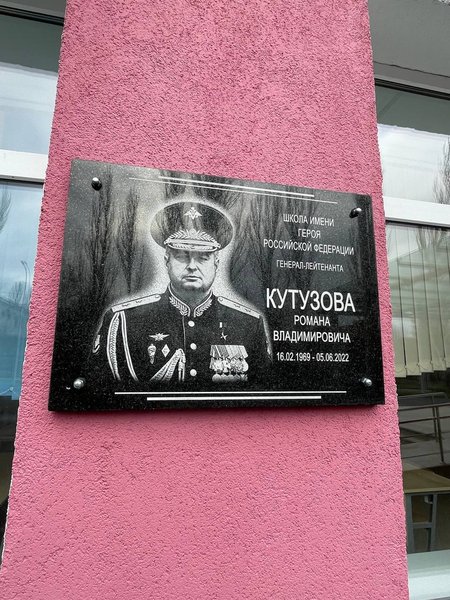 ШКОЛА ИМЕНИ
ГЕРОЯ
РОССИЙСКОЙ ФЕДЕРАЦИИ
ГЕНЕРАЛ-ЛЕЙТЕНАНТА
КУТУЗОВА
РОМАНА
ВЛАДИМИРОВИЧА
16.02.1969 - 05.06.2022